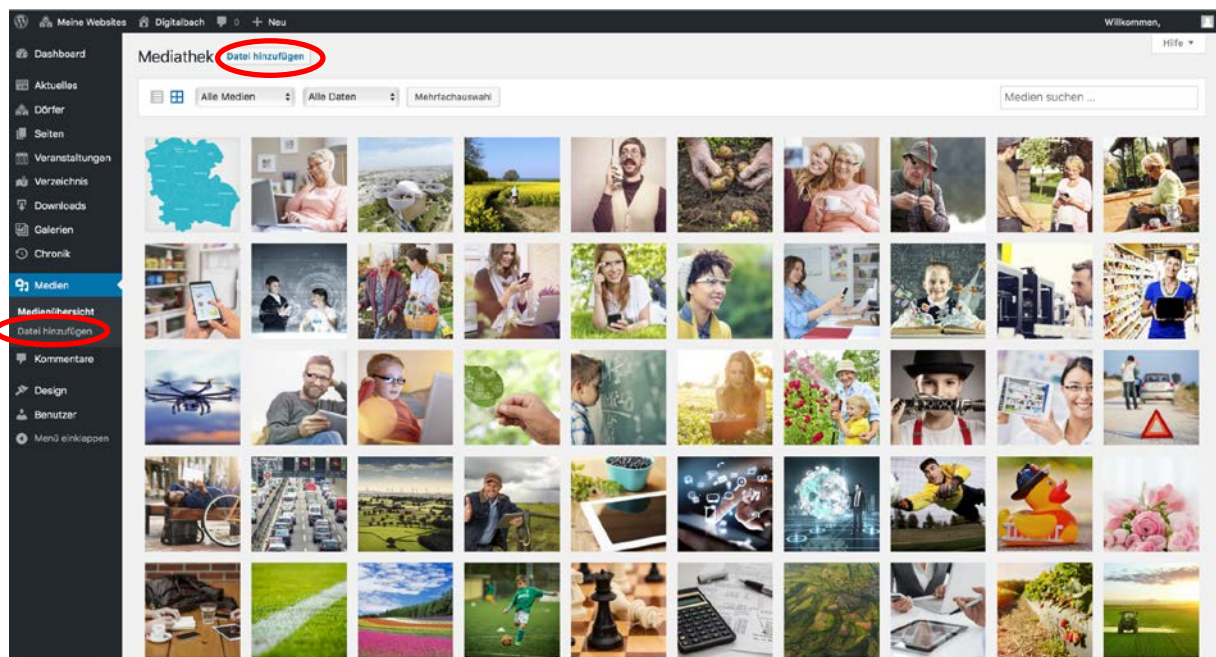 Meine Websites Digitalbach 0 + Neu Willkommen,
Hilfe
Dashboard
Aktuelles
Dörfer
Seiten
Veranstaltungen
Verzeichnis
Downloads
Galerien
Chronik
Medien
Medienübersicht
Datei hinzufügen
Kommentare
Design
Benutzer
Menü einklappen
Mediathek Datei hinzufügen
Alle Medien Alle Daten Mehrfachauswahl Medien suchen ...